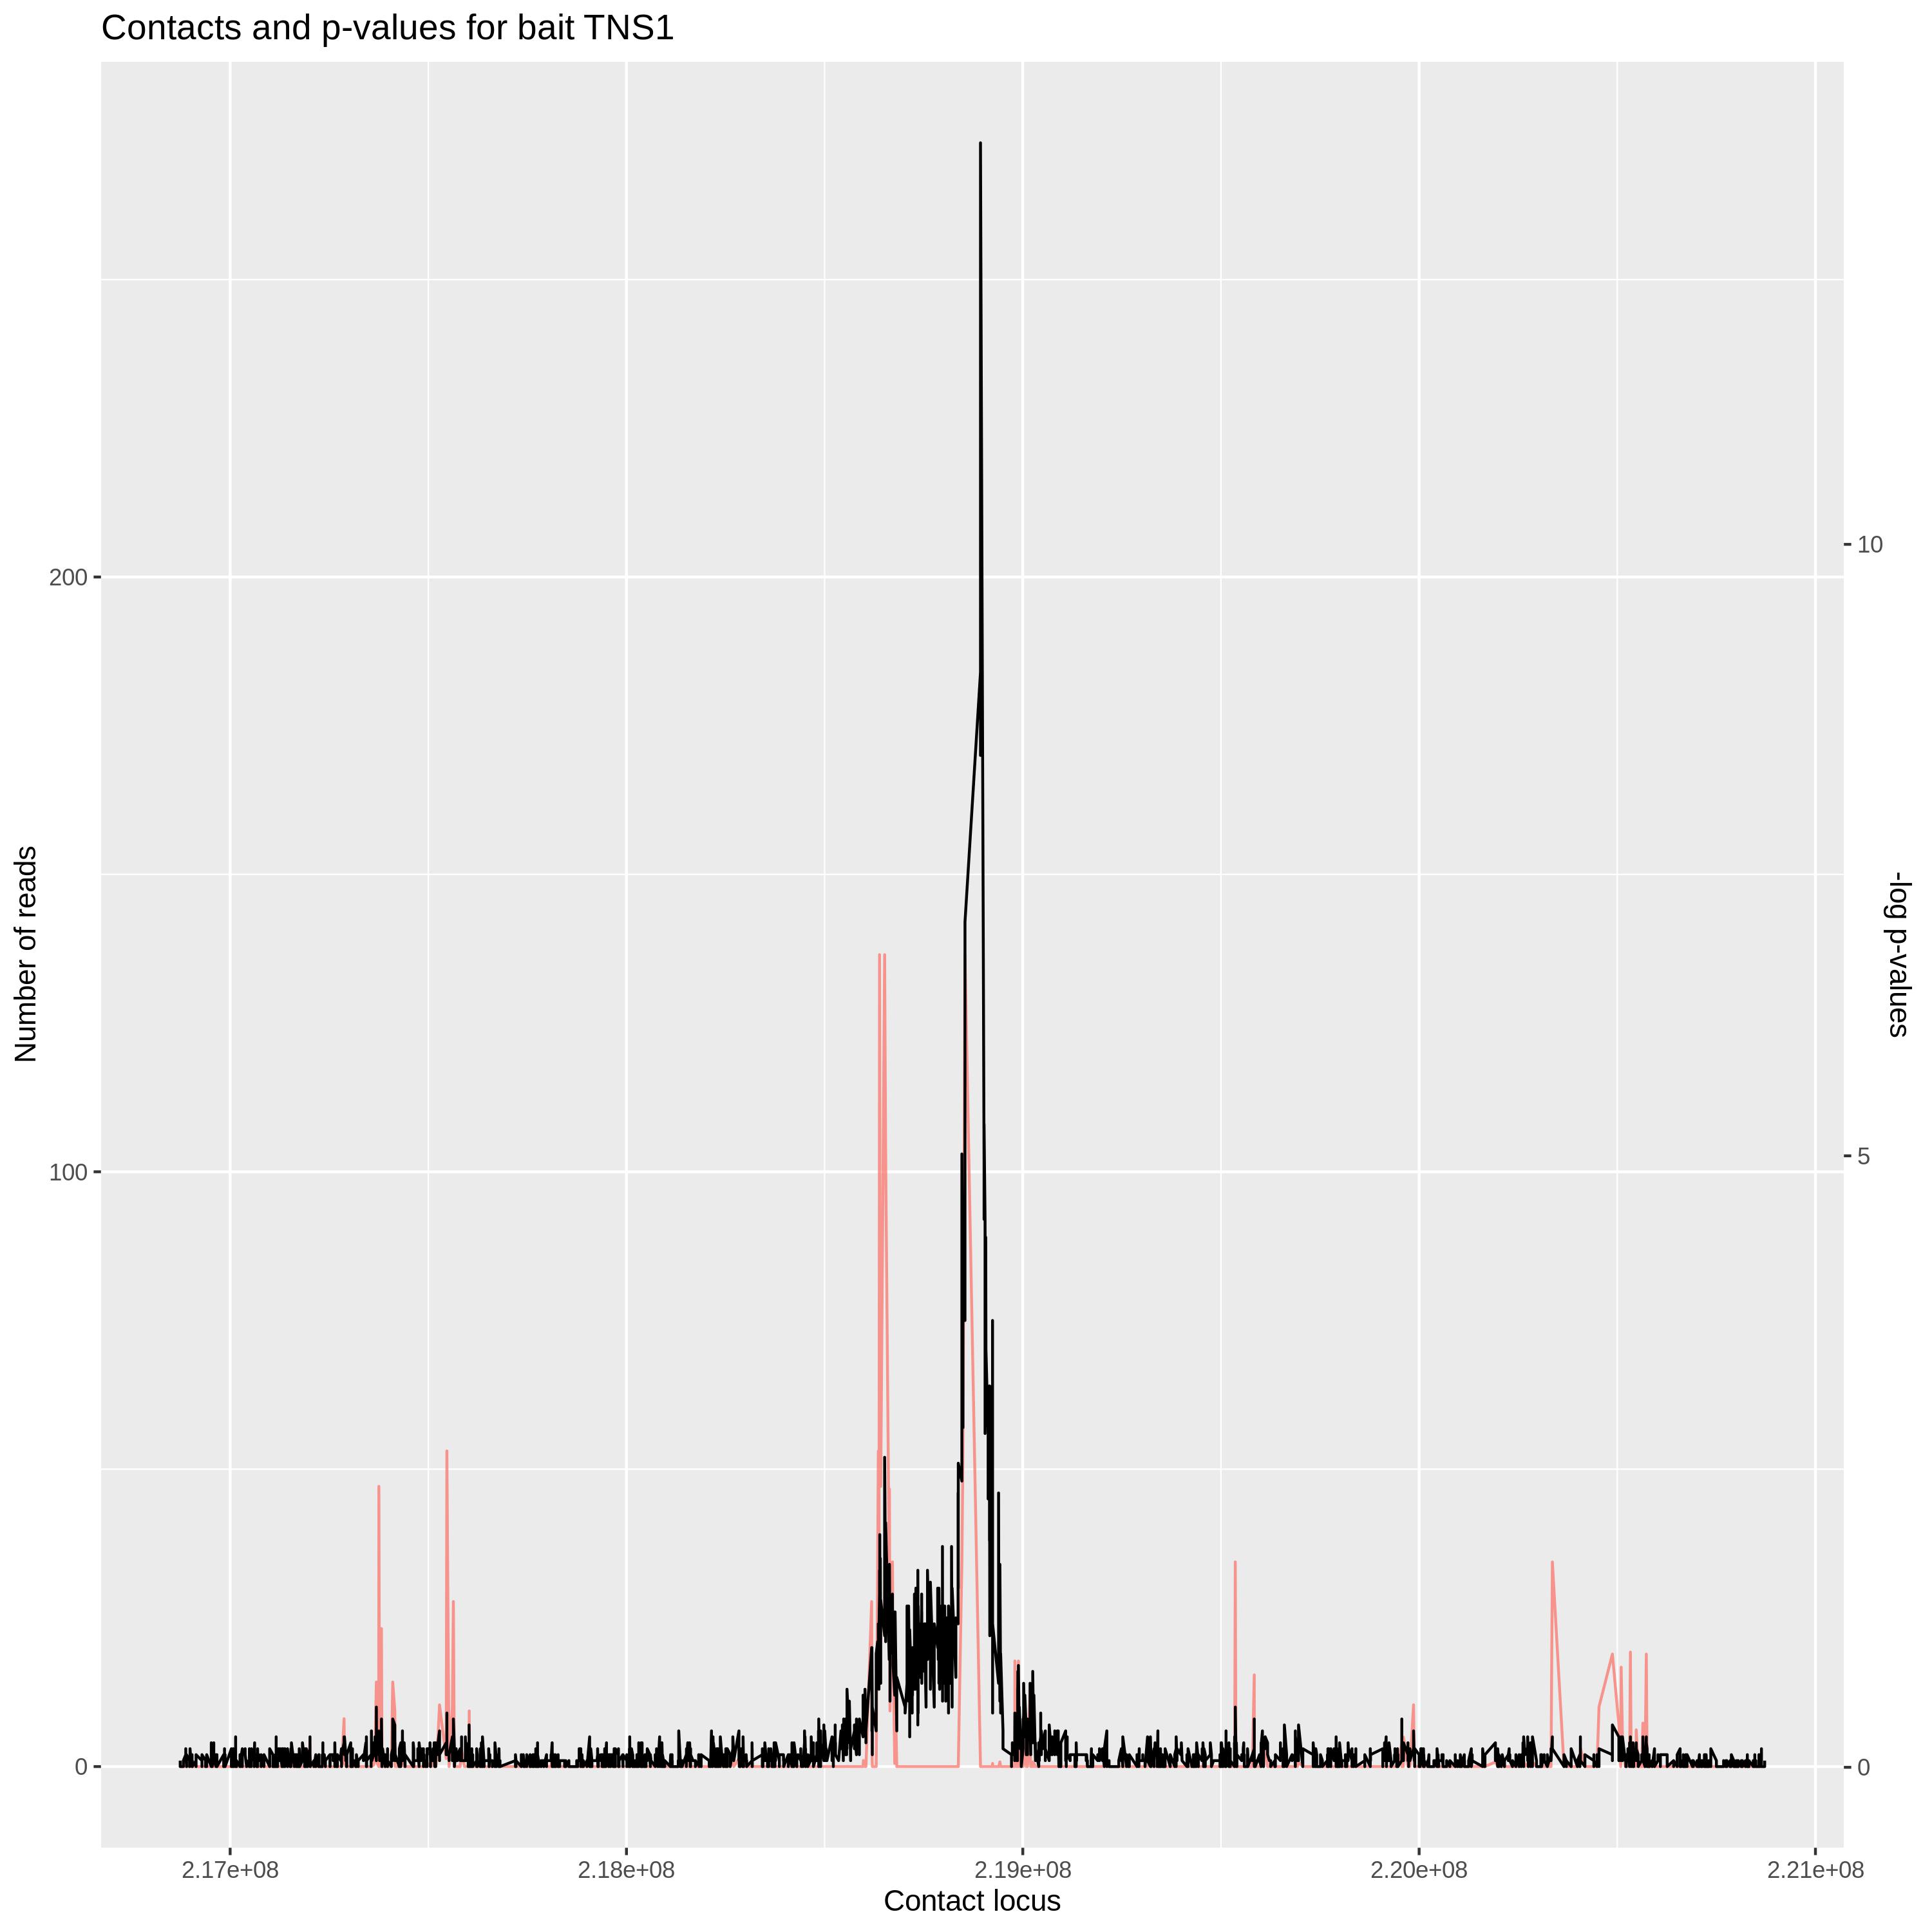 Contacts and p-values for bait TNS1
Number of reads
200
100
0
10
5
0
-log p-values
2.17e+08
2.18e+08
2.19e+08
2.20e+08
2.21e+08
Contact locus